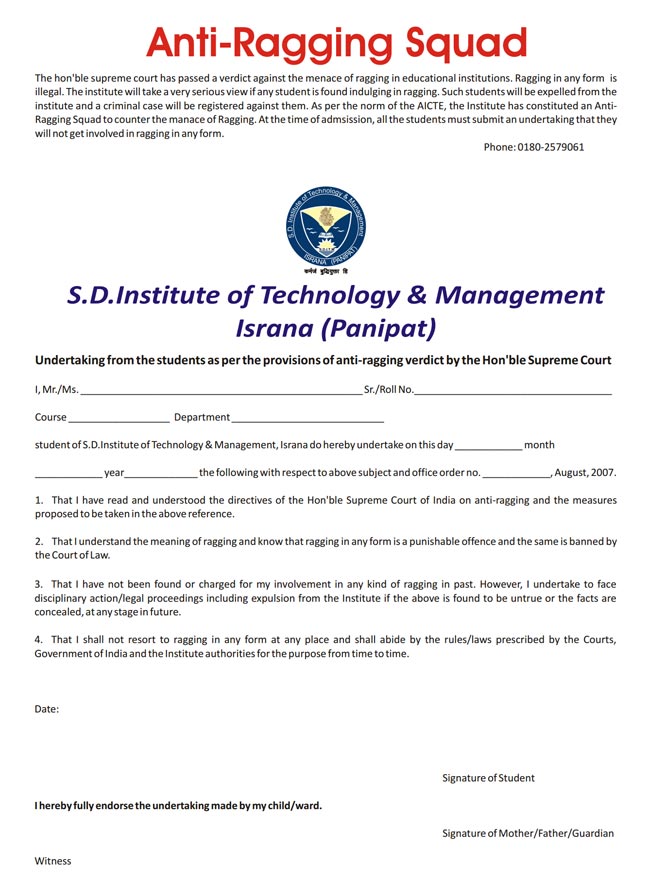 Anti-Ragging Squad
The hon'ble supreme court has passed a verdict against the menace of ragging in educational institutions. Ragging in any form is
illegal. The institute will take a very serious view if any student is found indulging in ragging. Such students will be expelled from the
institute and a criminal case will be registered against them. As per the norm of the AICTE, the Institute has constituted an Anti-
Ragging Squad to counter the manace of Ragging. At the time of admsission, all the students must submit an undertaking that they
will not get involved in ragging in any form.
Phone: 0180-2579061
S.D. Institute of Technology & Management
ISRANA (PANIPAT)
कर्मजं बुद्धियुक्ता हि
S.D.Institute of Technology & Management
Israna (Panipat)
Undertaking from the students as per the provisions of anti-ragging verdict by the Hon'ble Supreme Court
I, Mr./Ms. ______________________________ Sr./Roll No.______________________________
Course ____________________ Department ______________________________
student of S.D.Institute of Technology & Management, Israna do hereby undertake on this day _____________ month
_____________ year______________ the following with respect to above subject and office order no. _____________, August, 2007.
1. That I have read and understood the directives of the Hon'ble Supreme Court of India on anti-ragging and the measures
proposed to be taken in the above reference.
2. That I understand the meaning of ragging and know that ragging in any form is a punishable offence and the same is banned by
the Court of Law.
3. That I have not been found or charged for my involvement in any kind of ragging in past. However, I undertake to face
disciplinary action/legal proceedings including expulsion from the Institute if the above is found to be untrue or the facts are
concealed, at any stage in future.
4. That I shall not resort to ragging in any form at any place and shall abide by the rules/laws prescribed by the Courts,
Government of India and the Institute authorities for the purpose from time to time.
Date:
Signature of Student
I hereby fully endorse the undertaking made by my child/ward.
Signature of Mother/Father/Guardian
Witness